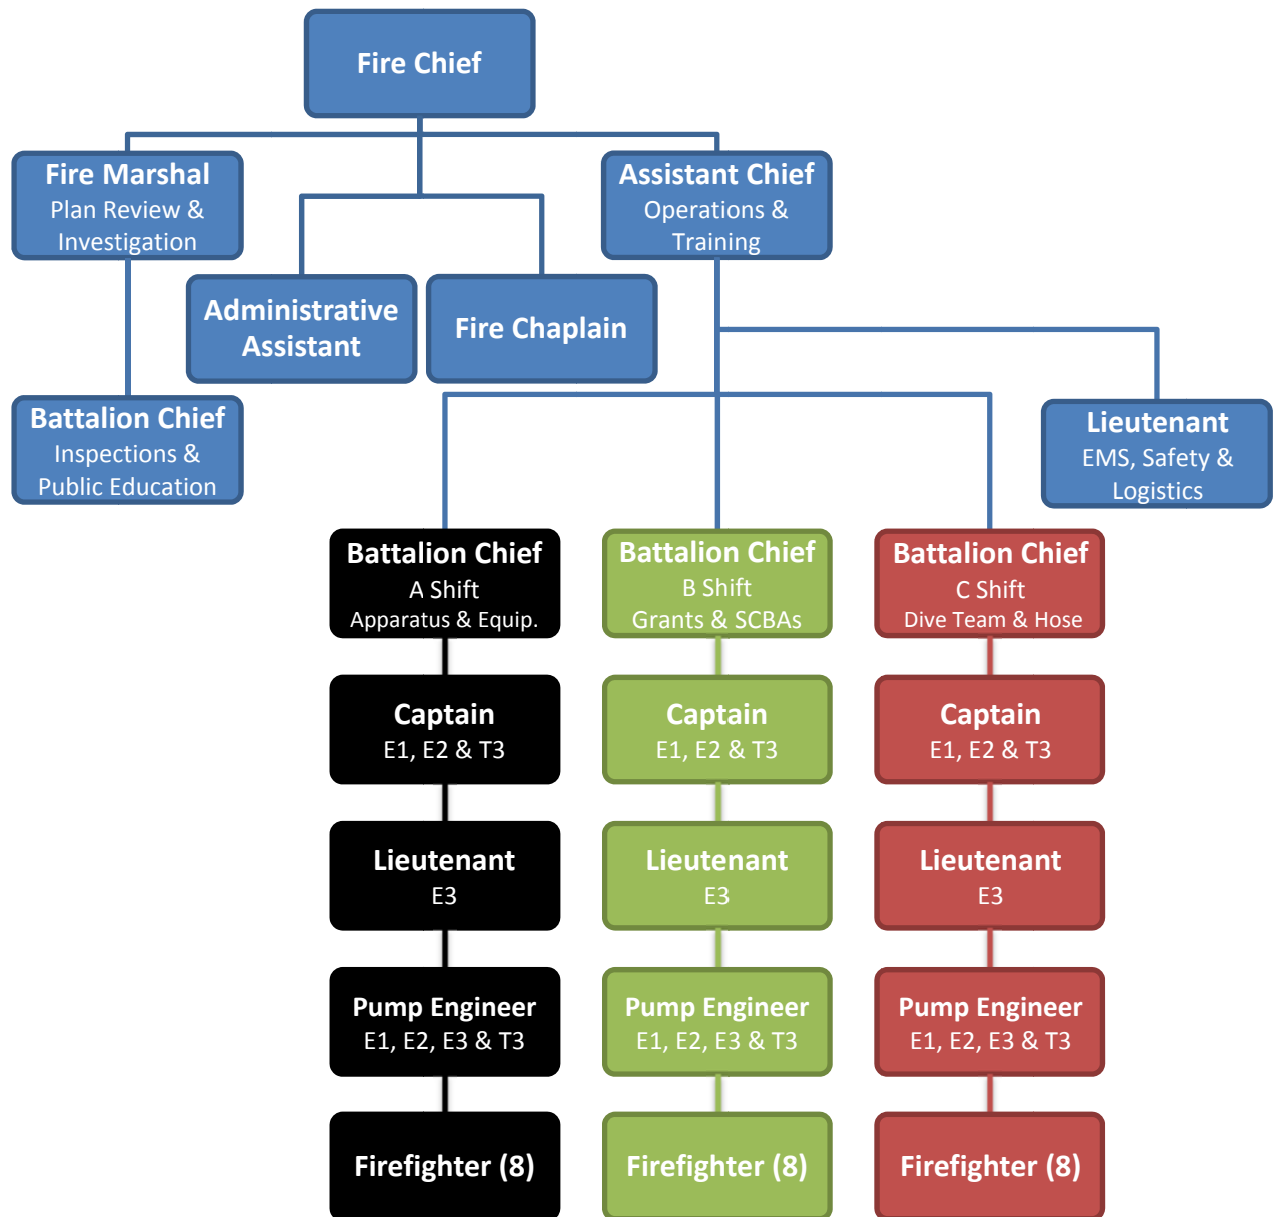 Fire Chief
Fire Marshal
Plan Review &
Investigation
Assistant Chief
Operations &
Training
Administrative
Assistant
Fire Chaplain
Battalion Chief
Inspections &
Public Education
Lieutenant
EMS, Safety &
Logistics
Battalion Chief
A Shift
Apparatus & Equip.
Battalion Chief
B Shift
Grants & SCBAs
Battalion Chief
C Shift
Dive Team & Hose
Captain
E1, E2 & T3
Captain
E1, E2 & T3
Captain
E1, E2 & T3
Lieutenant
E3
Lieutenant
E3
Lieutenant
E3
Pump Engineer
E1, E2, E3 & T3
Pump Engineer
E1, E2, E3 & T3
Pump Engineer
E1, E2, E3 & T3
Firefighter (8)
Firefighter (8)
Firefighter (8)